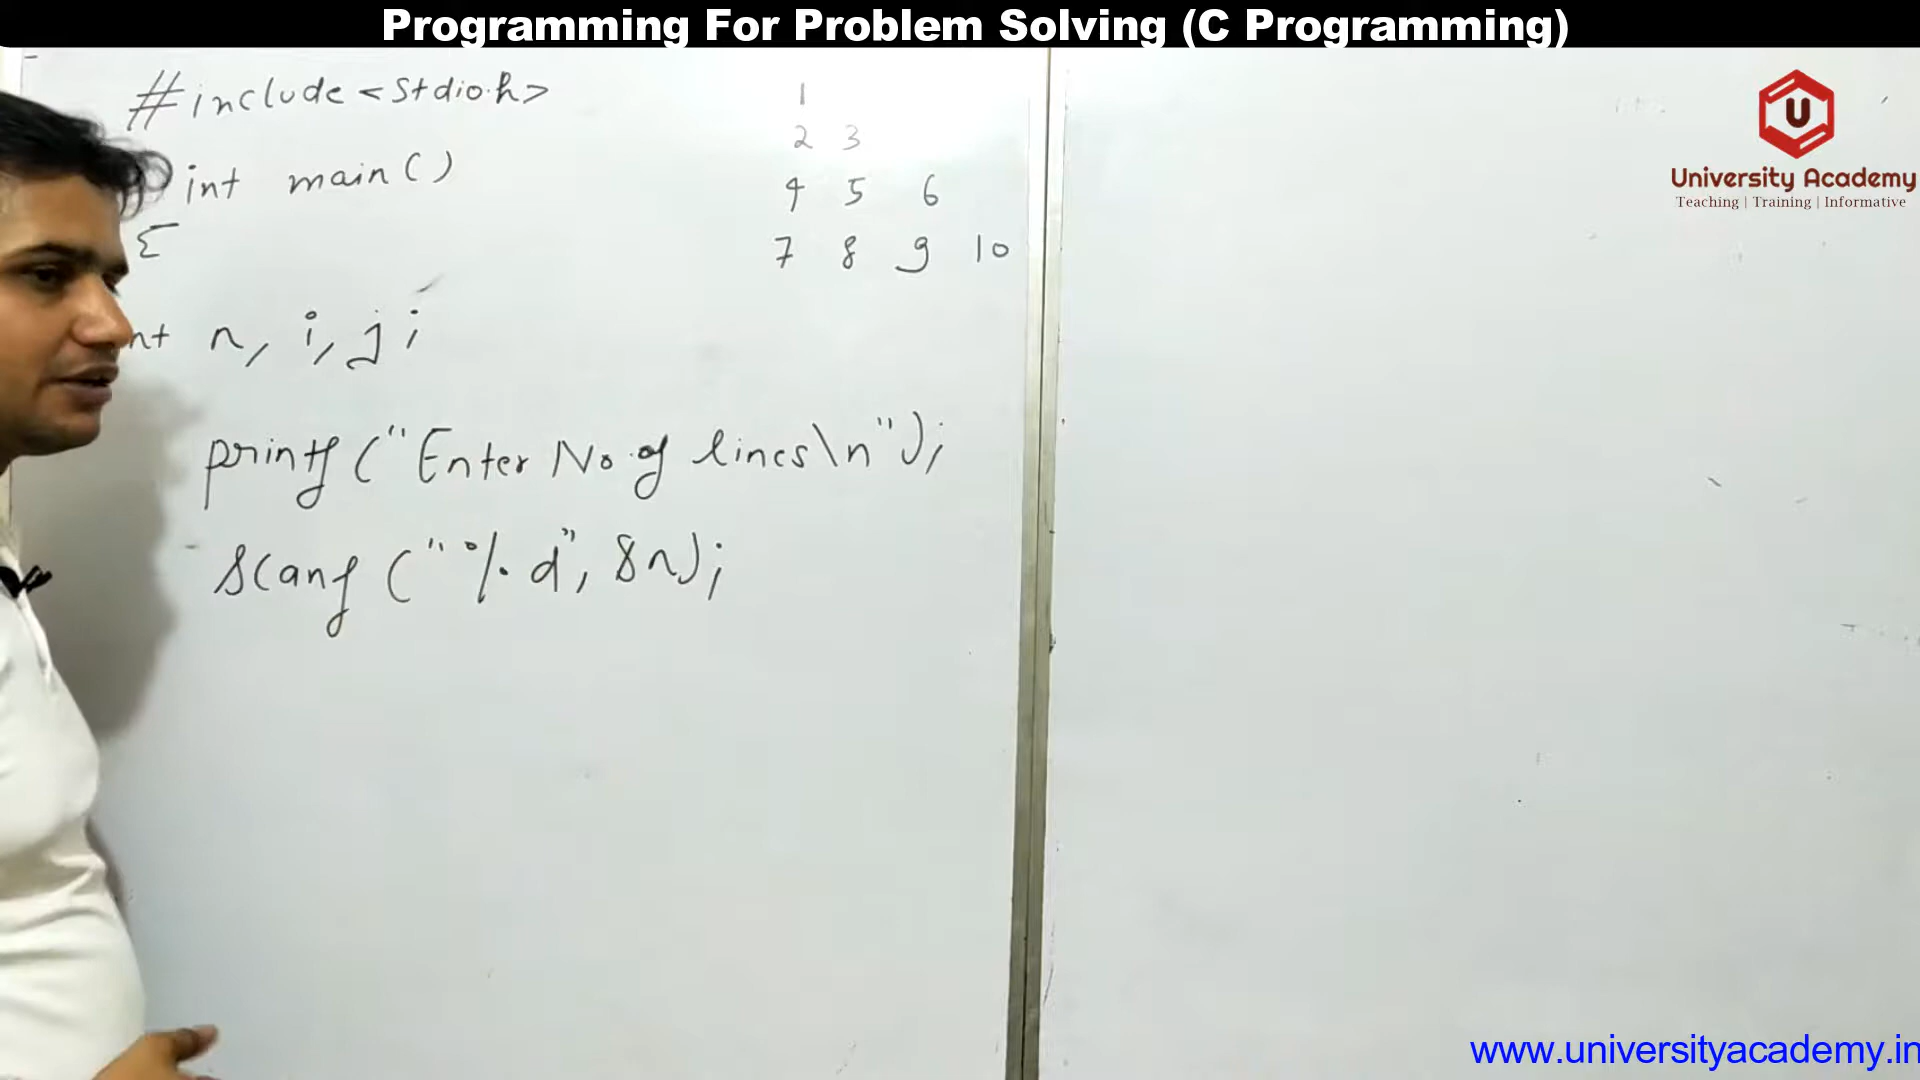 Programming For Problem Solving (C Programming)
#include <stdio.h>
int main()
{
int n, i, j;
printf("Enter No. of lines\n");
scanf("%d", &n);
1
2 3
4 5 6
7 8 9 10
U
University Academy
Teaching | Training | Informative
www.universityacademy.in